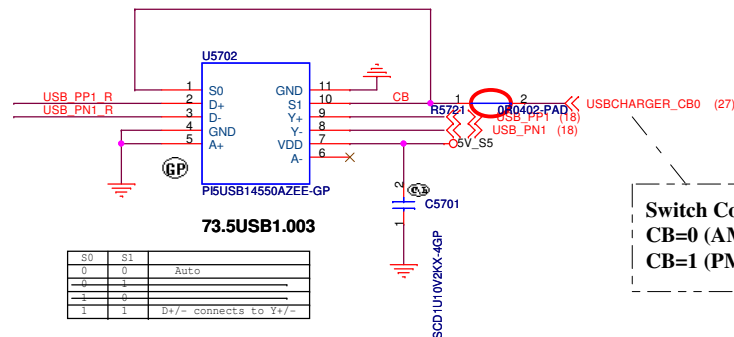 U5702
1 S0 GND 11
USB_PP1_R 2 D+ S1 10 CB
USB_PN1_R 3 D- Y+ 9
4 GND Y- 8
5 A+ VDD 7
A- 6
1 2
R5721 0R0402-PAD
USBCHARGER_CB0 (27)
USB_PP1 (18)
USB_PN1 (18)
5V_S5
GP
PI5USB14550AZEE-GP
73.5USB1.003
2
C5701
1
SCD1U10V2KX-4GP
Switch Co
CB=0 (AM
CB=1 (PM
S0 S1
0 0 Auto
0 1
1 0
1 1 D+/- connects to Y+/-